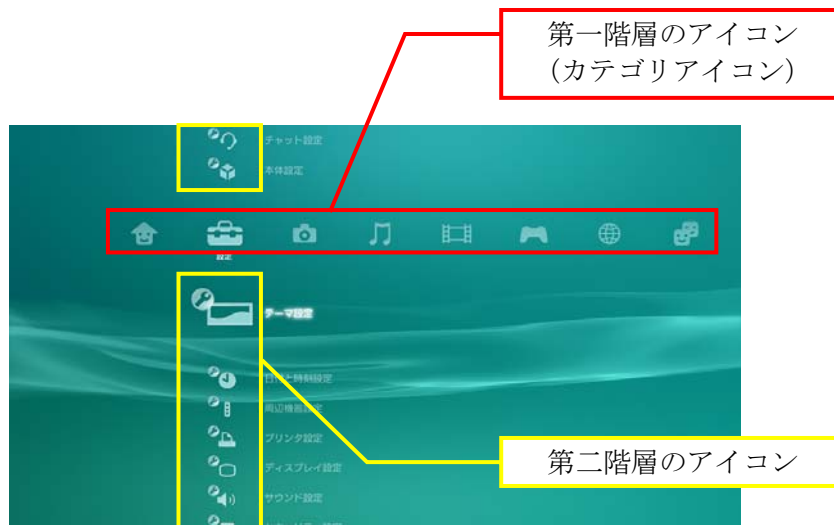 第一階層のアイコン
（カテゴリアイコン）
チャット設定
本体設定
設定
テーマ設定
日付と時刻設定
周辺機器設定
プリンタ設定
ディスプレイ設定
第二階層のアイコン
サウンド設定